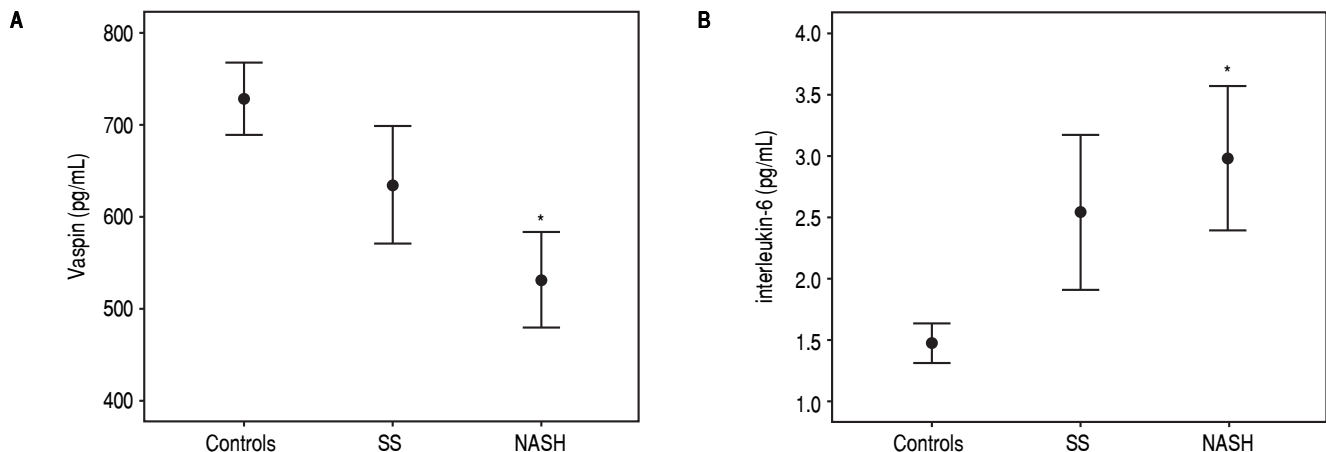 A
Vaspin (pg/mL)
800
700
600
500
400
*
Controls SS NASH
B
interleukin-6 (pg/mL)
4.0
3.5
3.0
2.5
2.0
1.5
1.0
*
Controls SS NASH